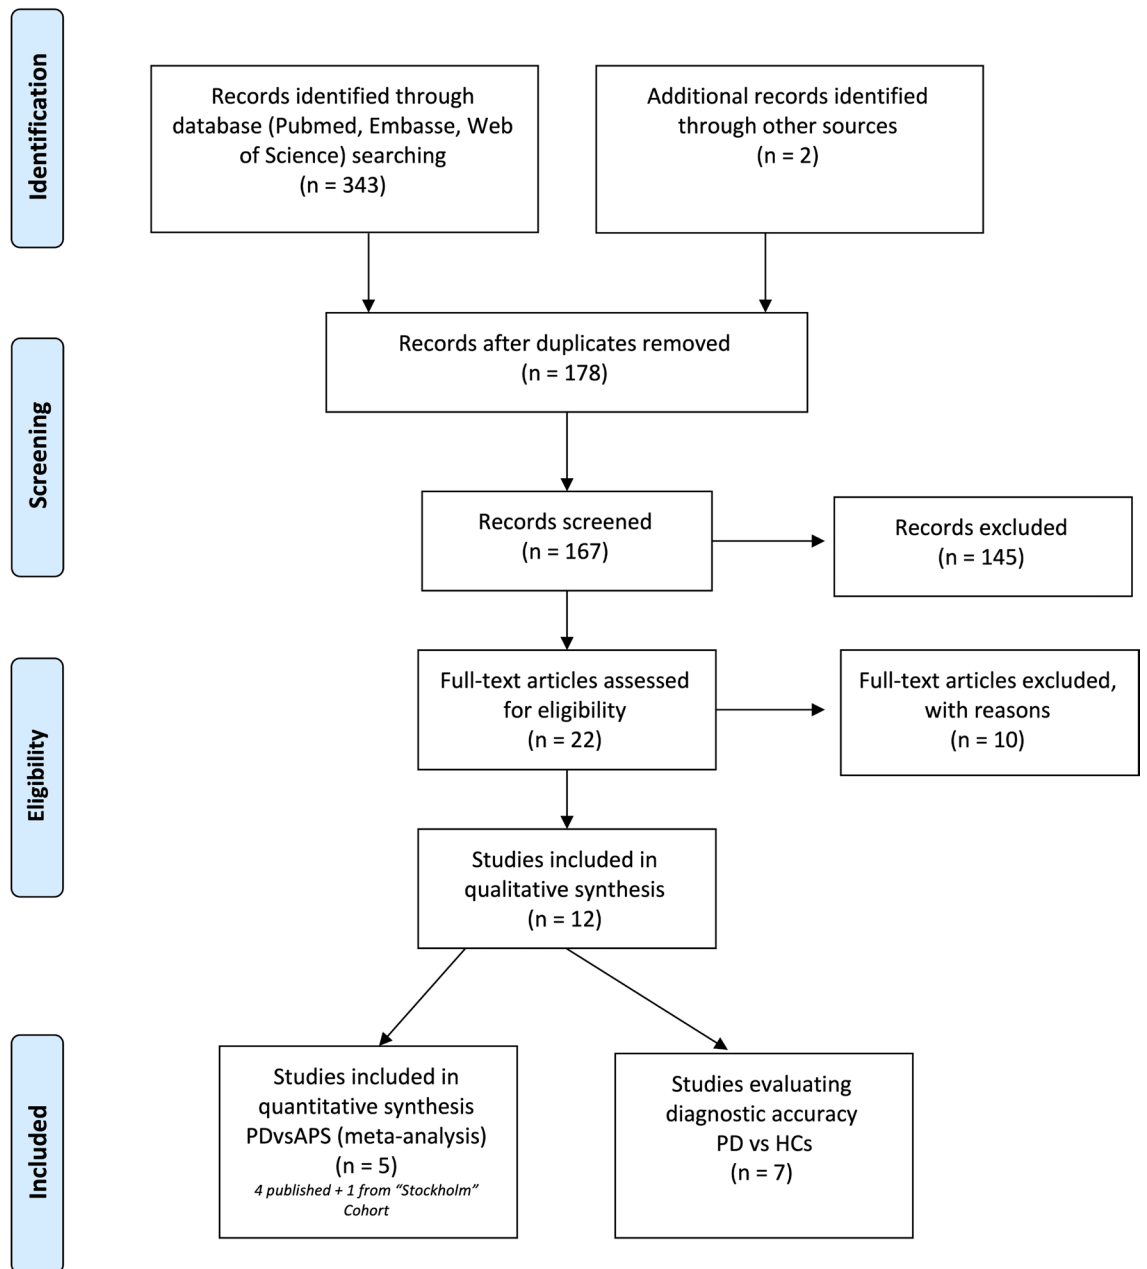 Identification
Records identified through
database (Pubmed, Embasse, Web
of Science) searching
(n = 343)
Additional records identified
through other sources
(n = 2)
Screening
Records after duplicates removed
(n = 178)
Records screened
(n = 167)
Records excluded
(n = 145)
Eligibility
Full-text articles assessed
for eligibility
(n = 22)
Full-text articles excluded,
with reasons
(n = 10)
Studies included in
qualitative synthesis
(n = 12)
Included
Studies included in
quantitative synthesis
PDvsAPS (meta-analysis)
(n = 5)
4 published + 1 from “Stockholm”
Cohort
Studies evaluating
diagnostic accuracy
PD vs HCs
(n = 7)